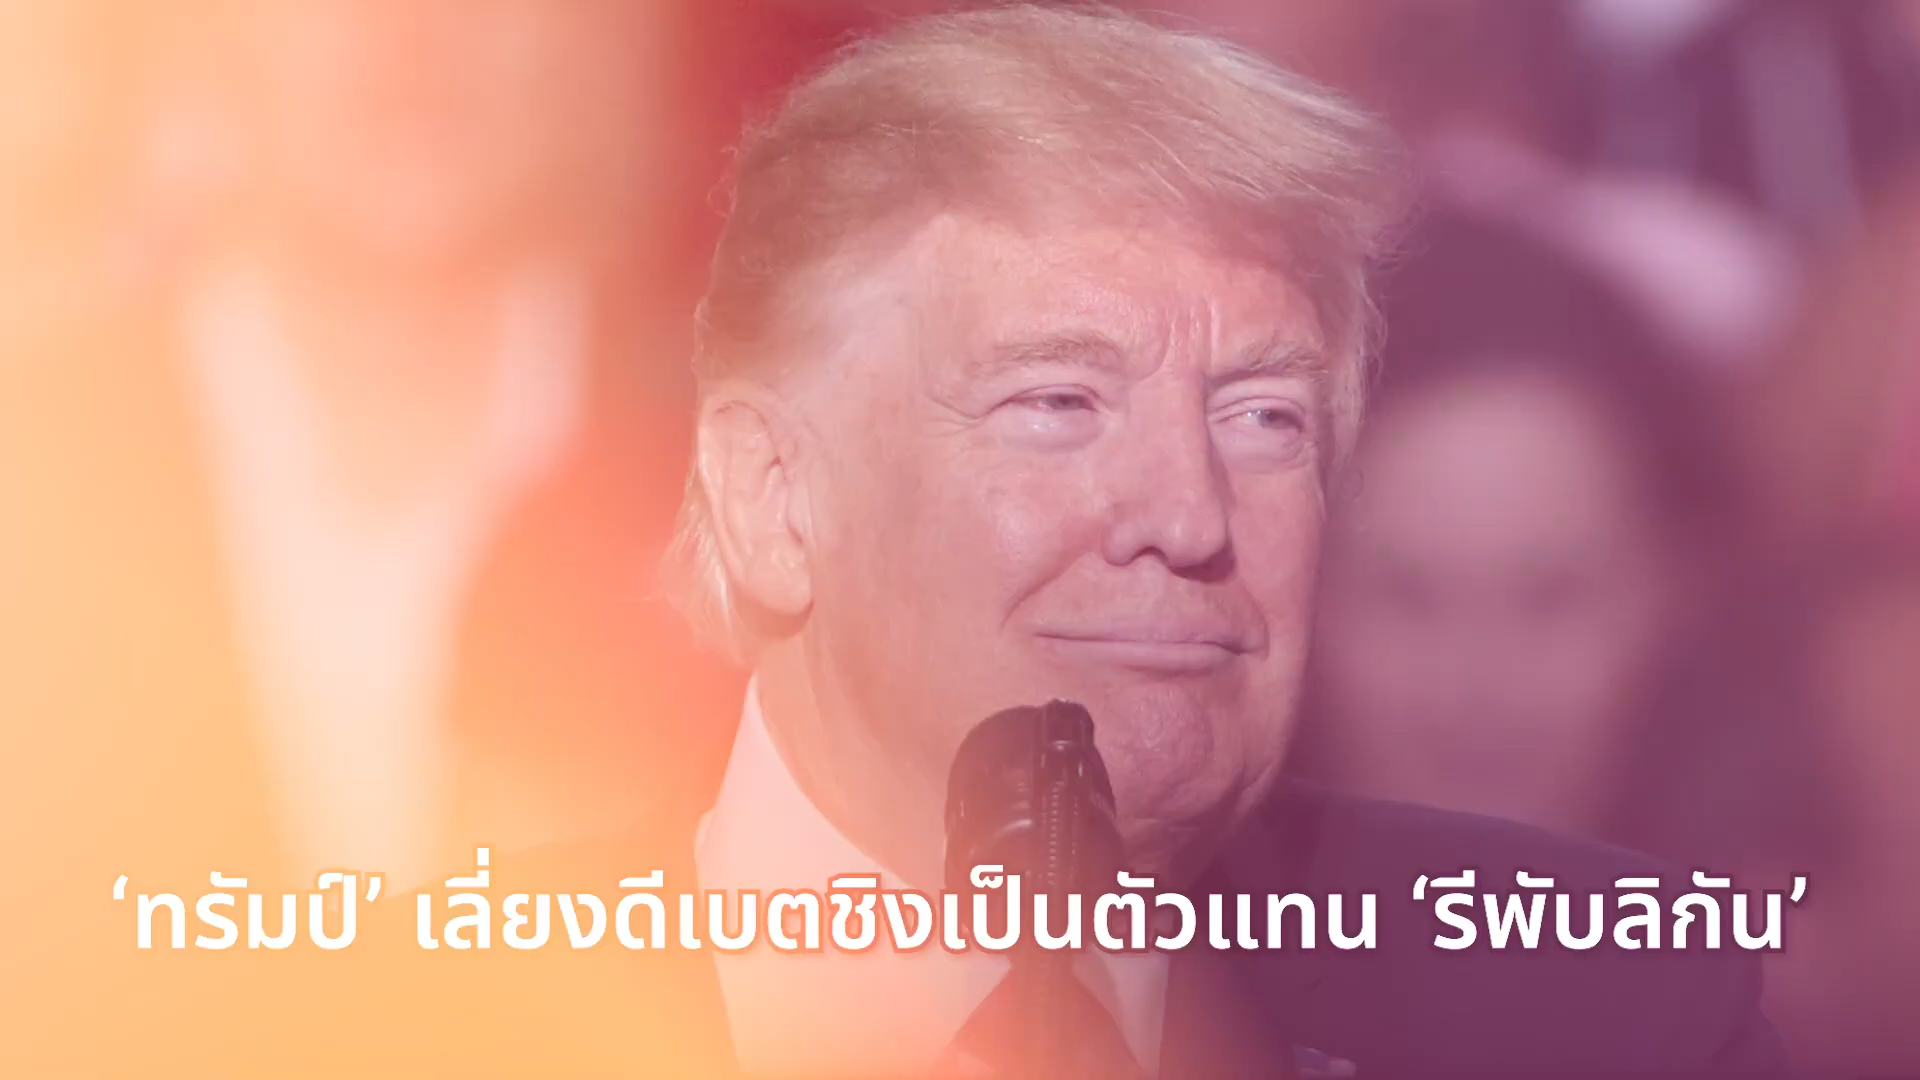 ‘ทรัมป์’ เลี่ยงดีเบตชิงเป็นตัวแทน ‘รีพับลิกัน’